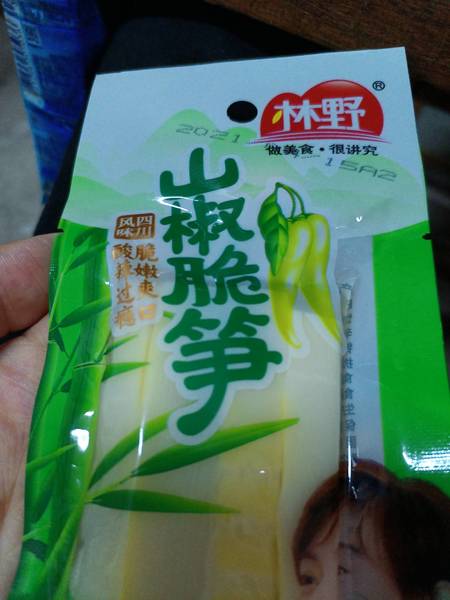 林野®
做美食·很讲究
2021
15A2
山椒脆笋
四川
风味
脆嫩爽口
酸辣过瘾